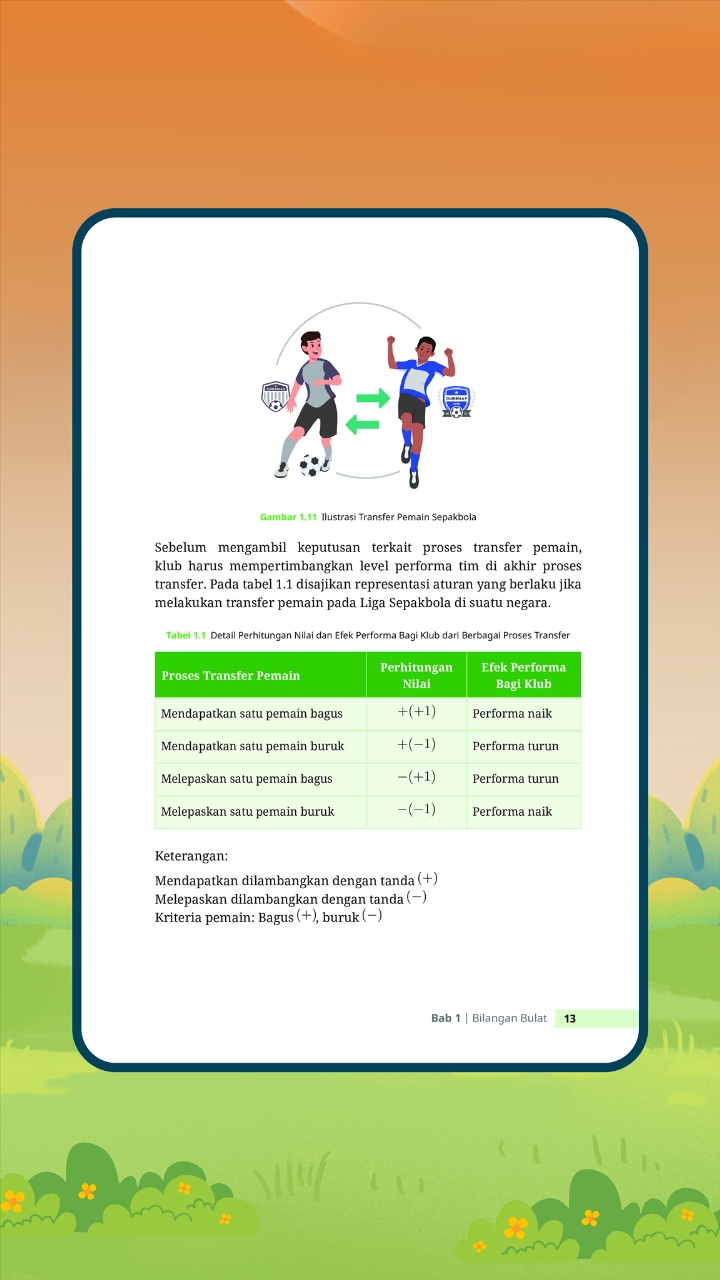 CLUB BOLA F
Gambar 1.11 Ilustrasi Transfer Pemain Sepakbola
Sebelum mengambil keputusan terkait proses transfer pemain,
klub harus mempertimbangkan level performa tim di akhir proses
transfer. Pada tabel 1.1 disajikan representasi aturan yang berlaku jika
melakukan transfer pemain pada Liga Sepakbola di suatu negara.
Tabel 1.1 Detail Perhitungan Nilai dan Efek Performa Bagi Klub dari Berbagai Proses Transfer
Proses Transfer Pemain Perhitungan Nilai Efek Performa Bagi Klub
Mendapatkan satu pemain bagus +(+1) Performa naik
Mendapatkan satu pemain buruk +(−1) Performa turun
Melepaskan satu pemain bagus −(+1) Performa turun
Melepaskan satu pemain buruk −(−1) Performa naik
Keterangan:
Mendapatkan dilambangkan dengan tanda (+)
Melepaskan dilambangkan dengan tanda (−)
Kriteria pemain: Bagus (+), buruk (−)
Bab 1 | Bilangan Bulat 13